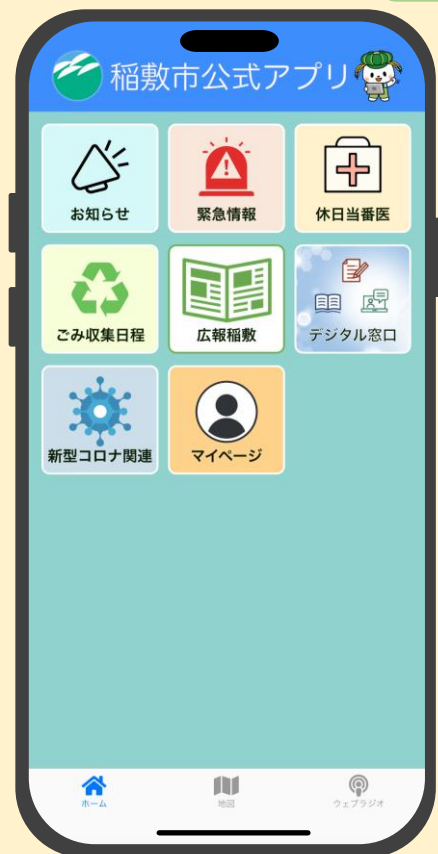 稲敷市公式アプリ
お知らせ
緊急情報
休日当番医
ごみ収集日程
広報稲敷
デジタル窓口
新型コロナ関連
マイページ
ホーム
地図
ウェブラジオ